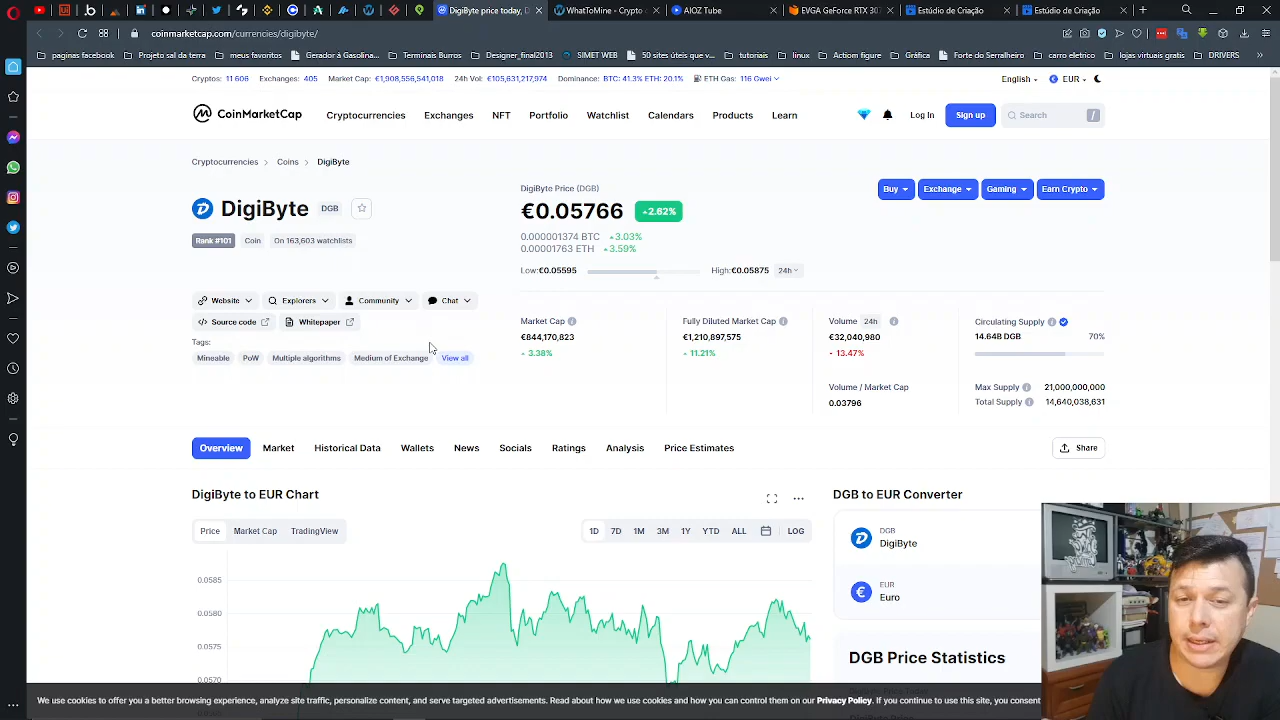 DigiByte price today, D
WhatToMine - Crypto c
AIOZ Tube
EVGA GeForce RTX 307
Estúdio de Criação
Estúdio de Criação
coinmarketcap.com/currencies/digibyte/
paginas facebook
Projeto sal da terra
meus favoritos
Assista à Gasolina...
Terminos Burg
Designer_final2013
SIMET WEB
50 sites úteis que v...
tutoriais
linux
Action figure
gráfica
Forte do Sanfoneiro
carro eletrico
lojas virtuais gratis
DRIVERS
Cryptos: 11 606 Exchanges: 405 Market Cap: €1,908,556,541,018 24h Vol: €105,631,217,974 Dominance: BTC: 41.3% ETH: 20.1% ETH Gas: 116 Gwei
English EUR
CoinMarketCap
Cryptocurrencies Exchanges NFT Portfolio Watchlist Calendars Products Learn
Log In Sign up Search /
Cryptocurrencies Coins DigiByte
DigiByte DGB
Rank #101 Coin On 163,603 watchlists
DigiByte Price (DGB)
€0.05766 2.62%
0.000001374 BTC 3.03%
0.00001763 ETH 3.59%
Low: €0.05595 High: €0.05875 24h
Buy Exchange Gaming Earn Crypto
Website Explorers Community Chat
Source code Whitepaper
Tags:
Mineable PoW Multiple algorithms Medium of Exchange View all
Market Cap
€844,170,823
3.38%
Fully Diluted Market Cap
€1,210,897,575
11.21%
Volume 24h
€32,040,980
13.47%
Volume / Market Cap
0.03796
Circulating Supply
14.64B DGB 70%
Max Supply 21,000,000,000
Total Supply 14,640,038,631
Overview Market Historical Data Wallets News Socials Ratings Analysis Price Estimates
Share
DigiByte to EUR Chart
Price Market Cap TradingView
1D 7D 1M 3M 1Y YTD ALL LOG
0.0585
0.0580
0.0575
0.0570
DGB to EUR Converter
DGB
DigiByte
EUR
Euro
DGB Price Statistics
We use cookies to offer you a better browsing experience, analyze site traffic, personalize content, and serve targeted advertisements. Read about how we use cookies and how you can control them on our Privacy Policy. If you continue to use this site, you consent